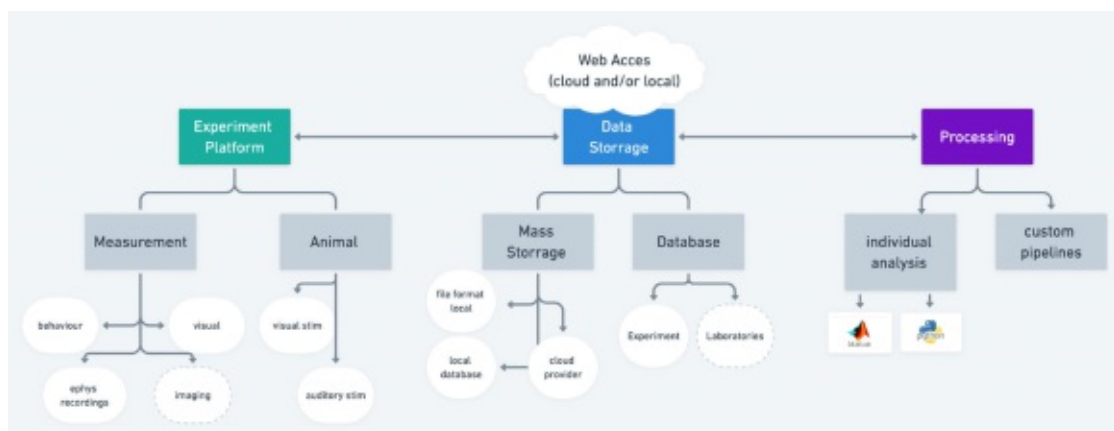 Web Acces
(cloud and/or local)
Experiment
Platform
Data
Storrage
Processing
Measurement
Animal
Mass
Storrage
Database
individual
analysis
custom
pipelines
behaviour
visual
ephys
recordings
imaging
visual stim
auditory stim
file format
local
local
database
cloud
provider
Experiment
Laboratories
python